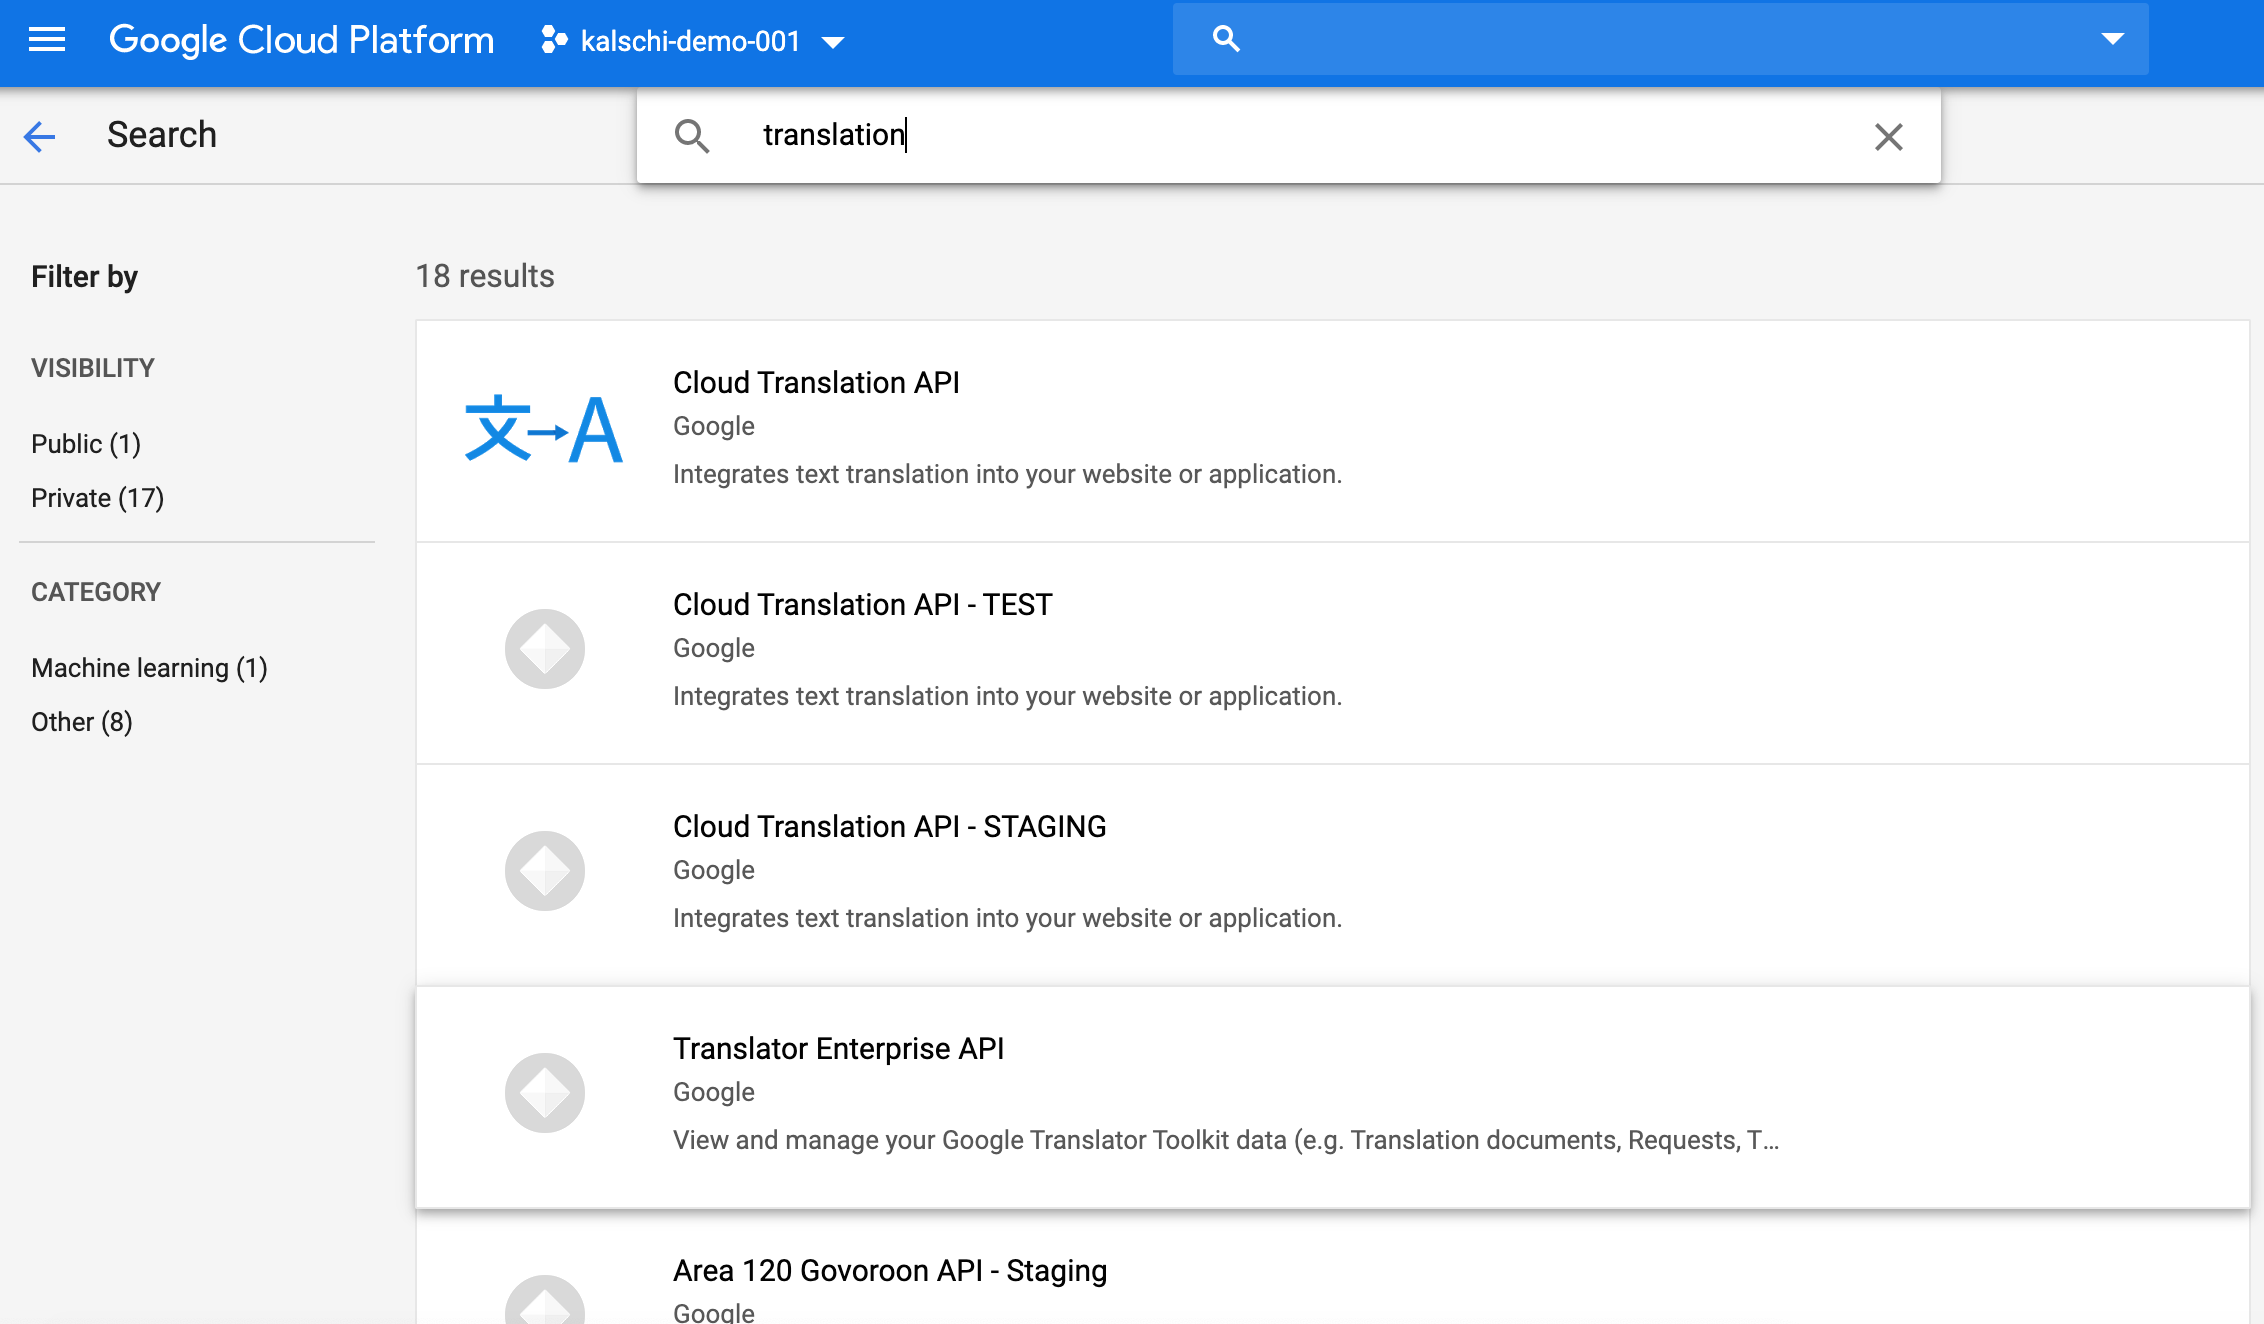 Google Cloud Platform
kalschi-demo-001
Search
translation
Filter by
VISIBILITY
Public (1)
Private (17)
CATEGORY
Machine learning (1)
Other (8)
18 results
文→A
Cloud Translation API
Google
Integrates text translation into your website or application.
Cloud Translation API - TEST
Google
Integrates text translation into your website or application.
Cloud Translation API - STAGING
Google
Integrates text translation into your website or application.
Translator Enterprise API
Google
View and manage your Google Translator Toolkit data (e.g. Translation documents, Requests, T...
Area 120 Govoroon API - Staging
Google